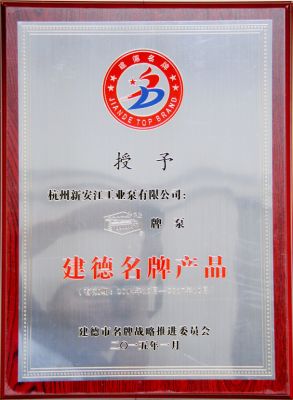 建德名牌
JIANDE TOP BRAND
授予
杭州新安江工业泵有限公司：
牌 泵
建德名牌产品
建德市名牌战略推进委员会
二〇一五年一月